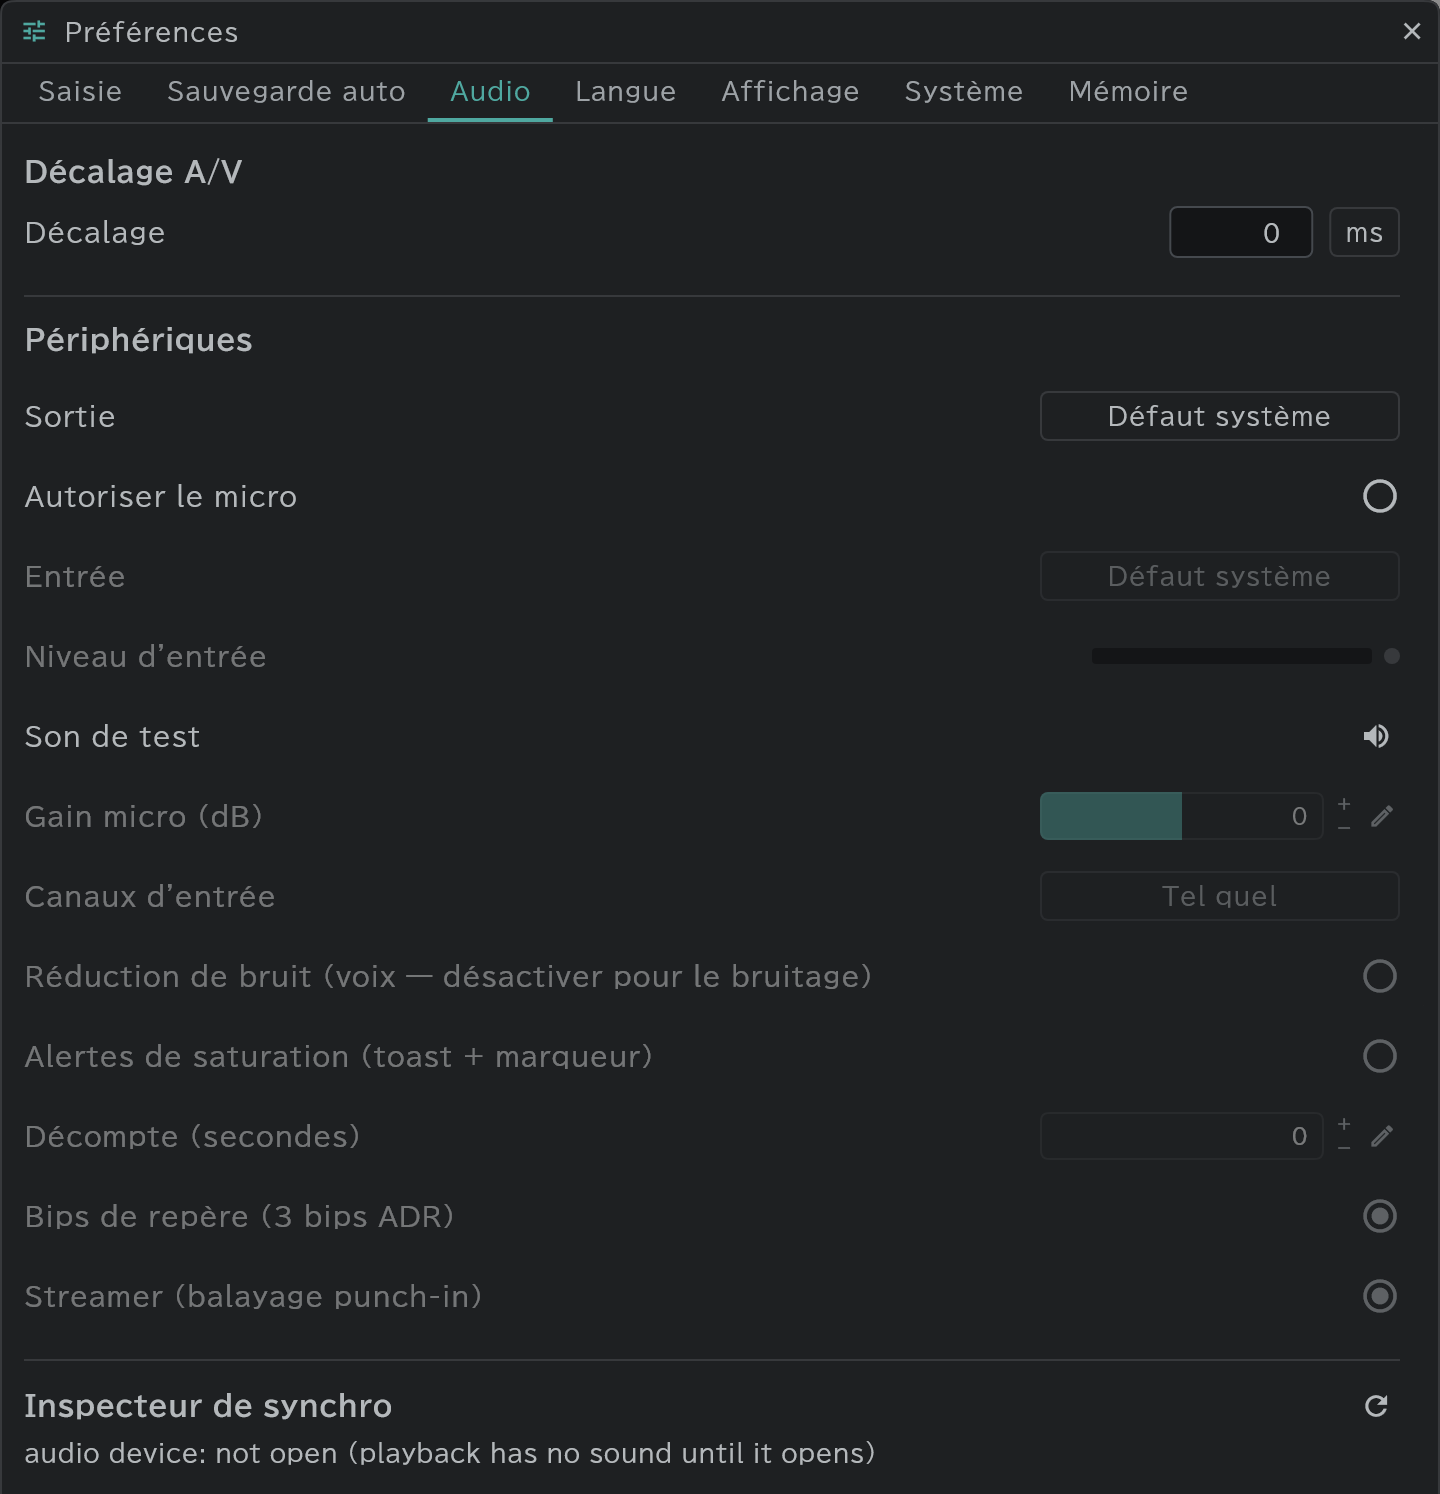 Préférences
Saisie Sauvegarde auto Audio Langue Affichage Système Mémoire
Décalage A/V
Décalage 0 ms
Périphériques
Sortie Défaut système
Autoriser le micro
Entrée Défaut système
Niveau d’entrée
Son de test
Gain micro (dB) 0 + −
Canaux d’entrée Tel quel
Réduction de bruit (voix — désactiver pour le bruitage)
Alertes de saturation (toast + marqueur)
Décompte (secondes) 0 + −
Bips de repère (3 bips ADR)
Streamer (balayage punch-in)
Inspecteur de synchro
audio device: not open (playback has no sound until it opens)